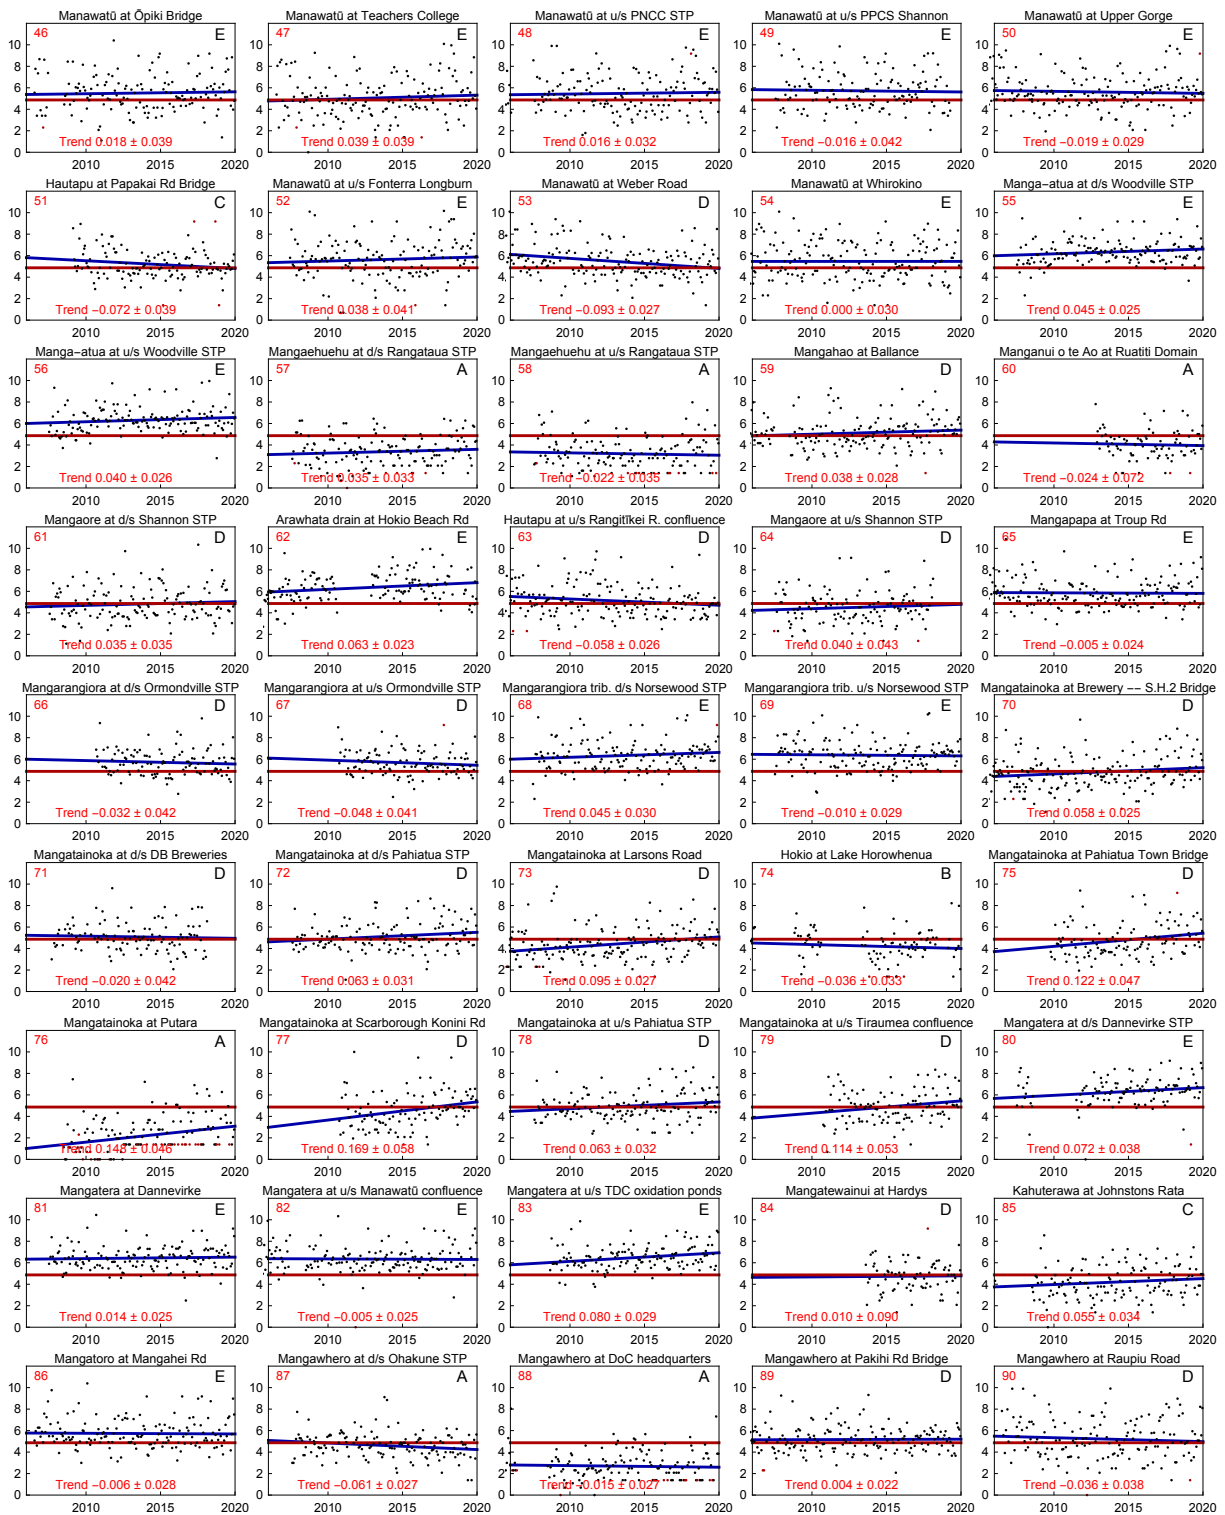 Manawatū at Ōpiki Bridge
46
E
Trend 0.018 ± 0.039
Manawatū at Teachers College
47
E
Trend 0.039 ± 0.039
Manawatū at u/s PNCC STP
48
E
Trend 0.016 ± 0.032
Manawatū at u/s PPCS Shannon
49
E
Trend −0.016 ± 0.042
Manawatū at Upper Gorge
50
E
Trend −0.019 ± 0.029
0 2 4 6 8 10
2010 2015 2020
2010 2015 2020
2010 2015 2020
2010 2015 2020
2010 2015 2020
Hautapu at Papakai Rd Bridge
51
C
Trend −0.072 ± 0.039
Manawatū at u/s Fonterra Longburn
52
E
Trend 0.038 ± 0.041
Manawatū at Weber Road
53
D
Trend −0.093 ± 0.027
Manawatū at Whirokino
54
E
Trend 0.000 ± 0.030
Manga−atua at d/s Woodville STP
55
E
Trend 0.045 ± 0.025
Manga−atua at u/s Woodville STP
56
E
Trend 0.040 ± 0.026
Mangaehuehu at d/s Rangataua STP
57
A
Trend 0.035 ± 0.033
Mangaehuehu at u/s Rangataua STP
58
A
Trend −0.022 ± 0.035
Mangahao at Ballance
59
D
Trend 0.038 ± 0.028
Manganui o te Ao at Ruatiti Domain
60
A
Trend −0.024 ± 0.072
Mangaore at d/s Shannon STP
61
D
Trend 0.035 ± 0.035
Arawhata drain at Hokio Beach Rd
62
E
Trend 0.063 ± 0.023
Hautapu at u/s Rangitīkei R. confluence
63
D
Trend −0.058 ± 0.026
Mangaore at u/s Shannon STP
64
D
Trend 0.040 ± 0.043
Mangapapa at Troup Rd
65
E
Trend −0.005 ± 0.024
Mangarangiora at d/s Ormondville STP
66
D
Trend −0.032 ± 0.042
Mangarangiora at u/s Ormondville STP
67
D
Trend −0.048 ± 0.041
Mangarangiora trib. d/s Norsewood STP
68
E
Trend 0.045 ± 0.030
Mangarangiora trib. u/s Norsewood STP
69
E
Trend −0.010 ± 0.029
Mangatainoka at Brewery −− S.H.2 Bridge
70
D
Trend 0.058 ± 0.025
Mangatainoka at d/s DB Breweries
71
D
Trend −0.020 ± 0.042
Mangatainoka at d/s Pahiatua STP
72
D
Trend 0.063 ± 0.031
Mangatainoka at Larsons Road
73
D
Trend 0.095 ± 0.027
Hokio at Lake Horowhenua
74
B
Trend −0.036 ± 0.033
Mangatainoka at Pahiatua Town Bridge
75
D
Trend 0.122 ± 0.047
Mangatainoka at Putara
76
A
Trend 0.148 ± 0.046
Mangatainoka at Scarborough Konini Rd
77
D
Trend 0.169 ± 0.058
Mangatainoka at u/s Pahiatua STP
78
D
Trend 0.063 ± 0.032
Mangatainoka at u/s Tiraumea confluence
79
D
Trend 0.114 ± 0.053
Mangatera at d/s Dannevirke STP
80
E
Trend 0.072 ± 0.038
Mangatera at Dannevirke
81
E
Trend 0.014 ± 0.025
Mangatera at u/s Manawatū confluence
82
E
Trend −0.005 ± 0.025
Mangatera at u/s TDC oxidation ponds
83
E
Trend 0.080 ± 0.029
Mangatewainui at Hardys
84
D
Trend 0.010 ± 0.090
Kahuterawa at Johnstons Rata
85
C
Trend 0.055 ± 0.034
Mangatoro at Mangahei Rd
86
E
Trend −0.006 ± 0.028
Mangawhero at d/s Ohakune STP
87
A
Trend −0.061 ± 0.027
Mangawhero at DoC headquarters
88
A
Trend −0.015 ± 0.027
Mangawhero at Pakihi Rd Bridge
89
D
Trend 0.004 ± 0.022
Mangawhero at Raupiu Road
90
D
Trend −0.036 ± 0.038